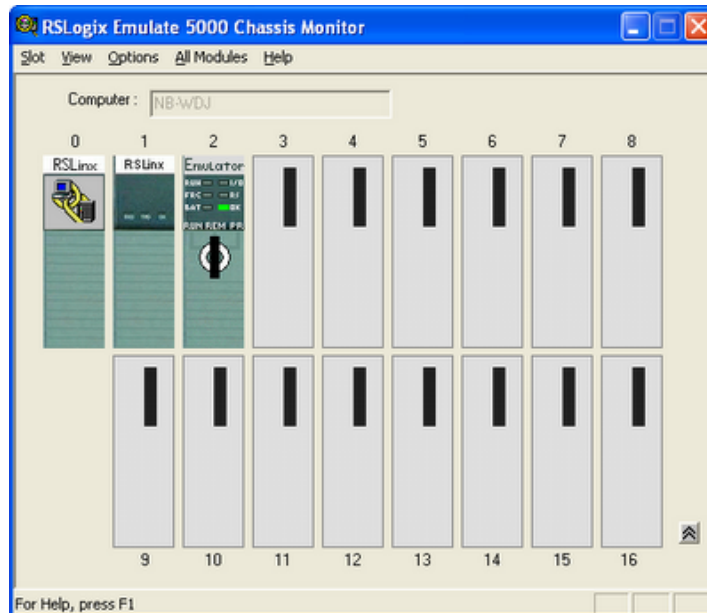 RSLogix Emulate 5000 Chassis Monitor
Slot View Options All Modules Help
Computer : NB-WDJ
0 1 2 3 4 5 6 7 8
RSLinx RSLinx Emulator
RUN I/O
FRC RS
BAT OK
RUN REM PR
9 10 11 12 13 14 15 16
For Help, press F1